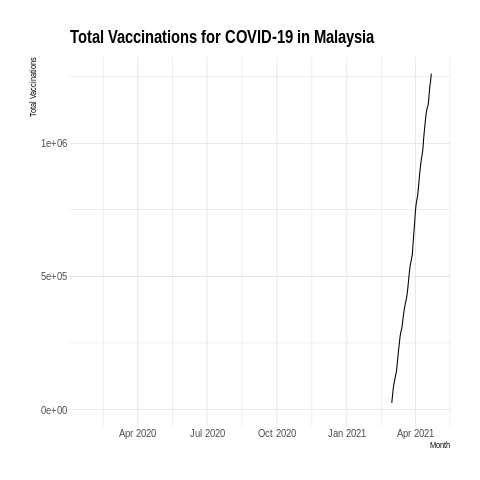 Total Vaccinations for COVID-19 in Malaysia
Total Vaccinations
1e+06
5e+05
0e+00
Apr 2020 Jul 2020 Oct 2020 Jan 2021 Apr 2021
Month